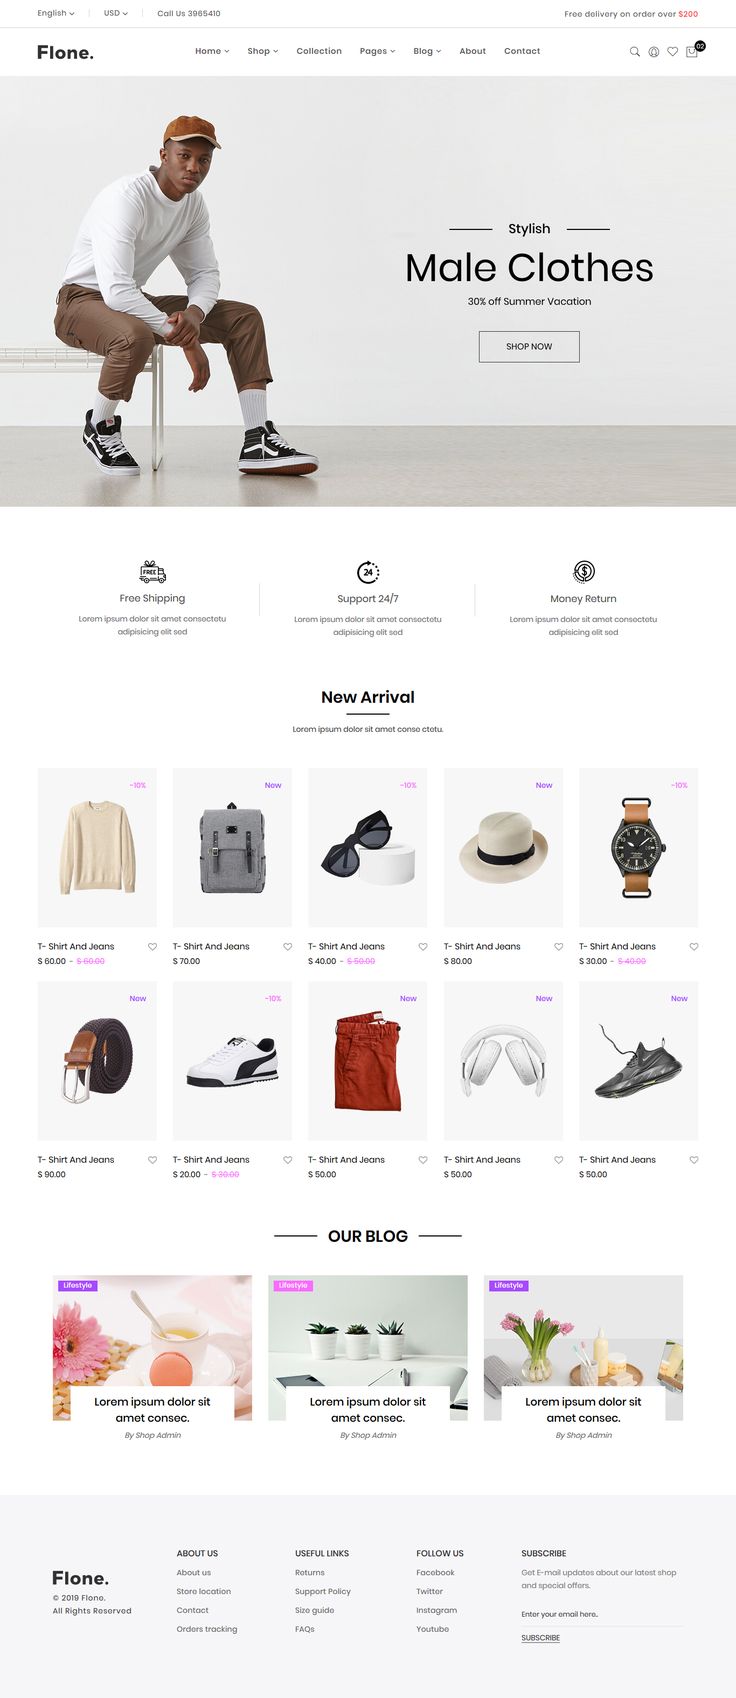 English
USD
Call Us 3965410
Free delivery on order over $200
Flone.
Home
Shop
Collection
Pages
Blog
About
Contact
02
Stylish
Male Clothes
30% off Summer Vacation
SHOP NOW
FREE
Free Shipping
Lorem ipsum dolor sit amet consectetu
adipisicing elit sed
24
Support 24/7
Lorem ipsum dolor sit amet consectetu
adipisicing elit sed
$
Money Return
Lorem ipsum dolor sit amet consectetu
adipisicing elit sed
New Arrival
Lorem ipsum dolor sit amet conse ctetu.
-10%
New
-10%
New
-10%
T- Shirt And Jeans
$ 60.00 - $ 60.00
T- Shirt And Jeans
$ 70.00
T- Shirt And Jeans
$ 40.00 - $ 50.00
T- Shirt And Jeans
$ 80.00
T- Shirt And Jeans
$ 30.00 - $ 40.00
New
-10%
New
New
New
T- Shirt And Jeans
$ 90.00
T- Shirt And Jeans
$ 20.00 - $ 30.00
T- Shirt And Jeans
$ 50.00
T- Shirt And Jeans
$ 50.00
T- Shirt And Jeans
$ 50.00
OUR BLOG
Lifestyle
Lorem ipsum dolor sit
amet consec.
By Shop Admin
Lifestyle
Lorem ipsum dolor sit
amet consec.
By Shop Admin
Lifestyle
Lorem ipsum dolor sit
amet consec.
By Shop Admin
Flone.
© 2019 Flone.
All Rights Reserved
ABOUT US
About us
Store location
Contact
Orders tracking
USEFUL LINKS
Returns
Support Policy
Size guide
FAQs
FOLLOW US
Facebook
Twitter
Instagram
Youtube
SUBSCRIBE
Get E-mail updates about our latest shop
and special offers.
Enter your email here..
SUBSCRIBE